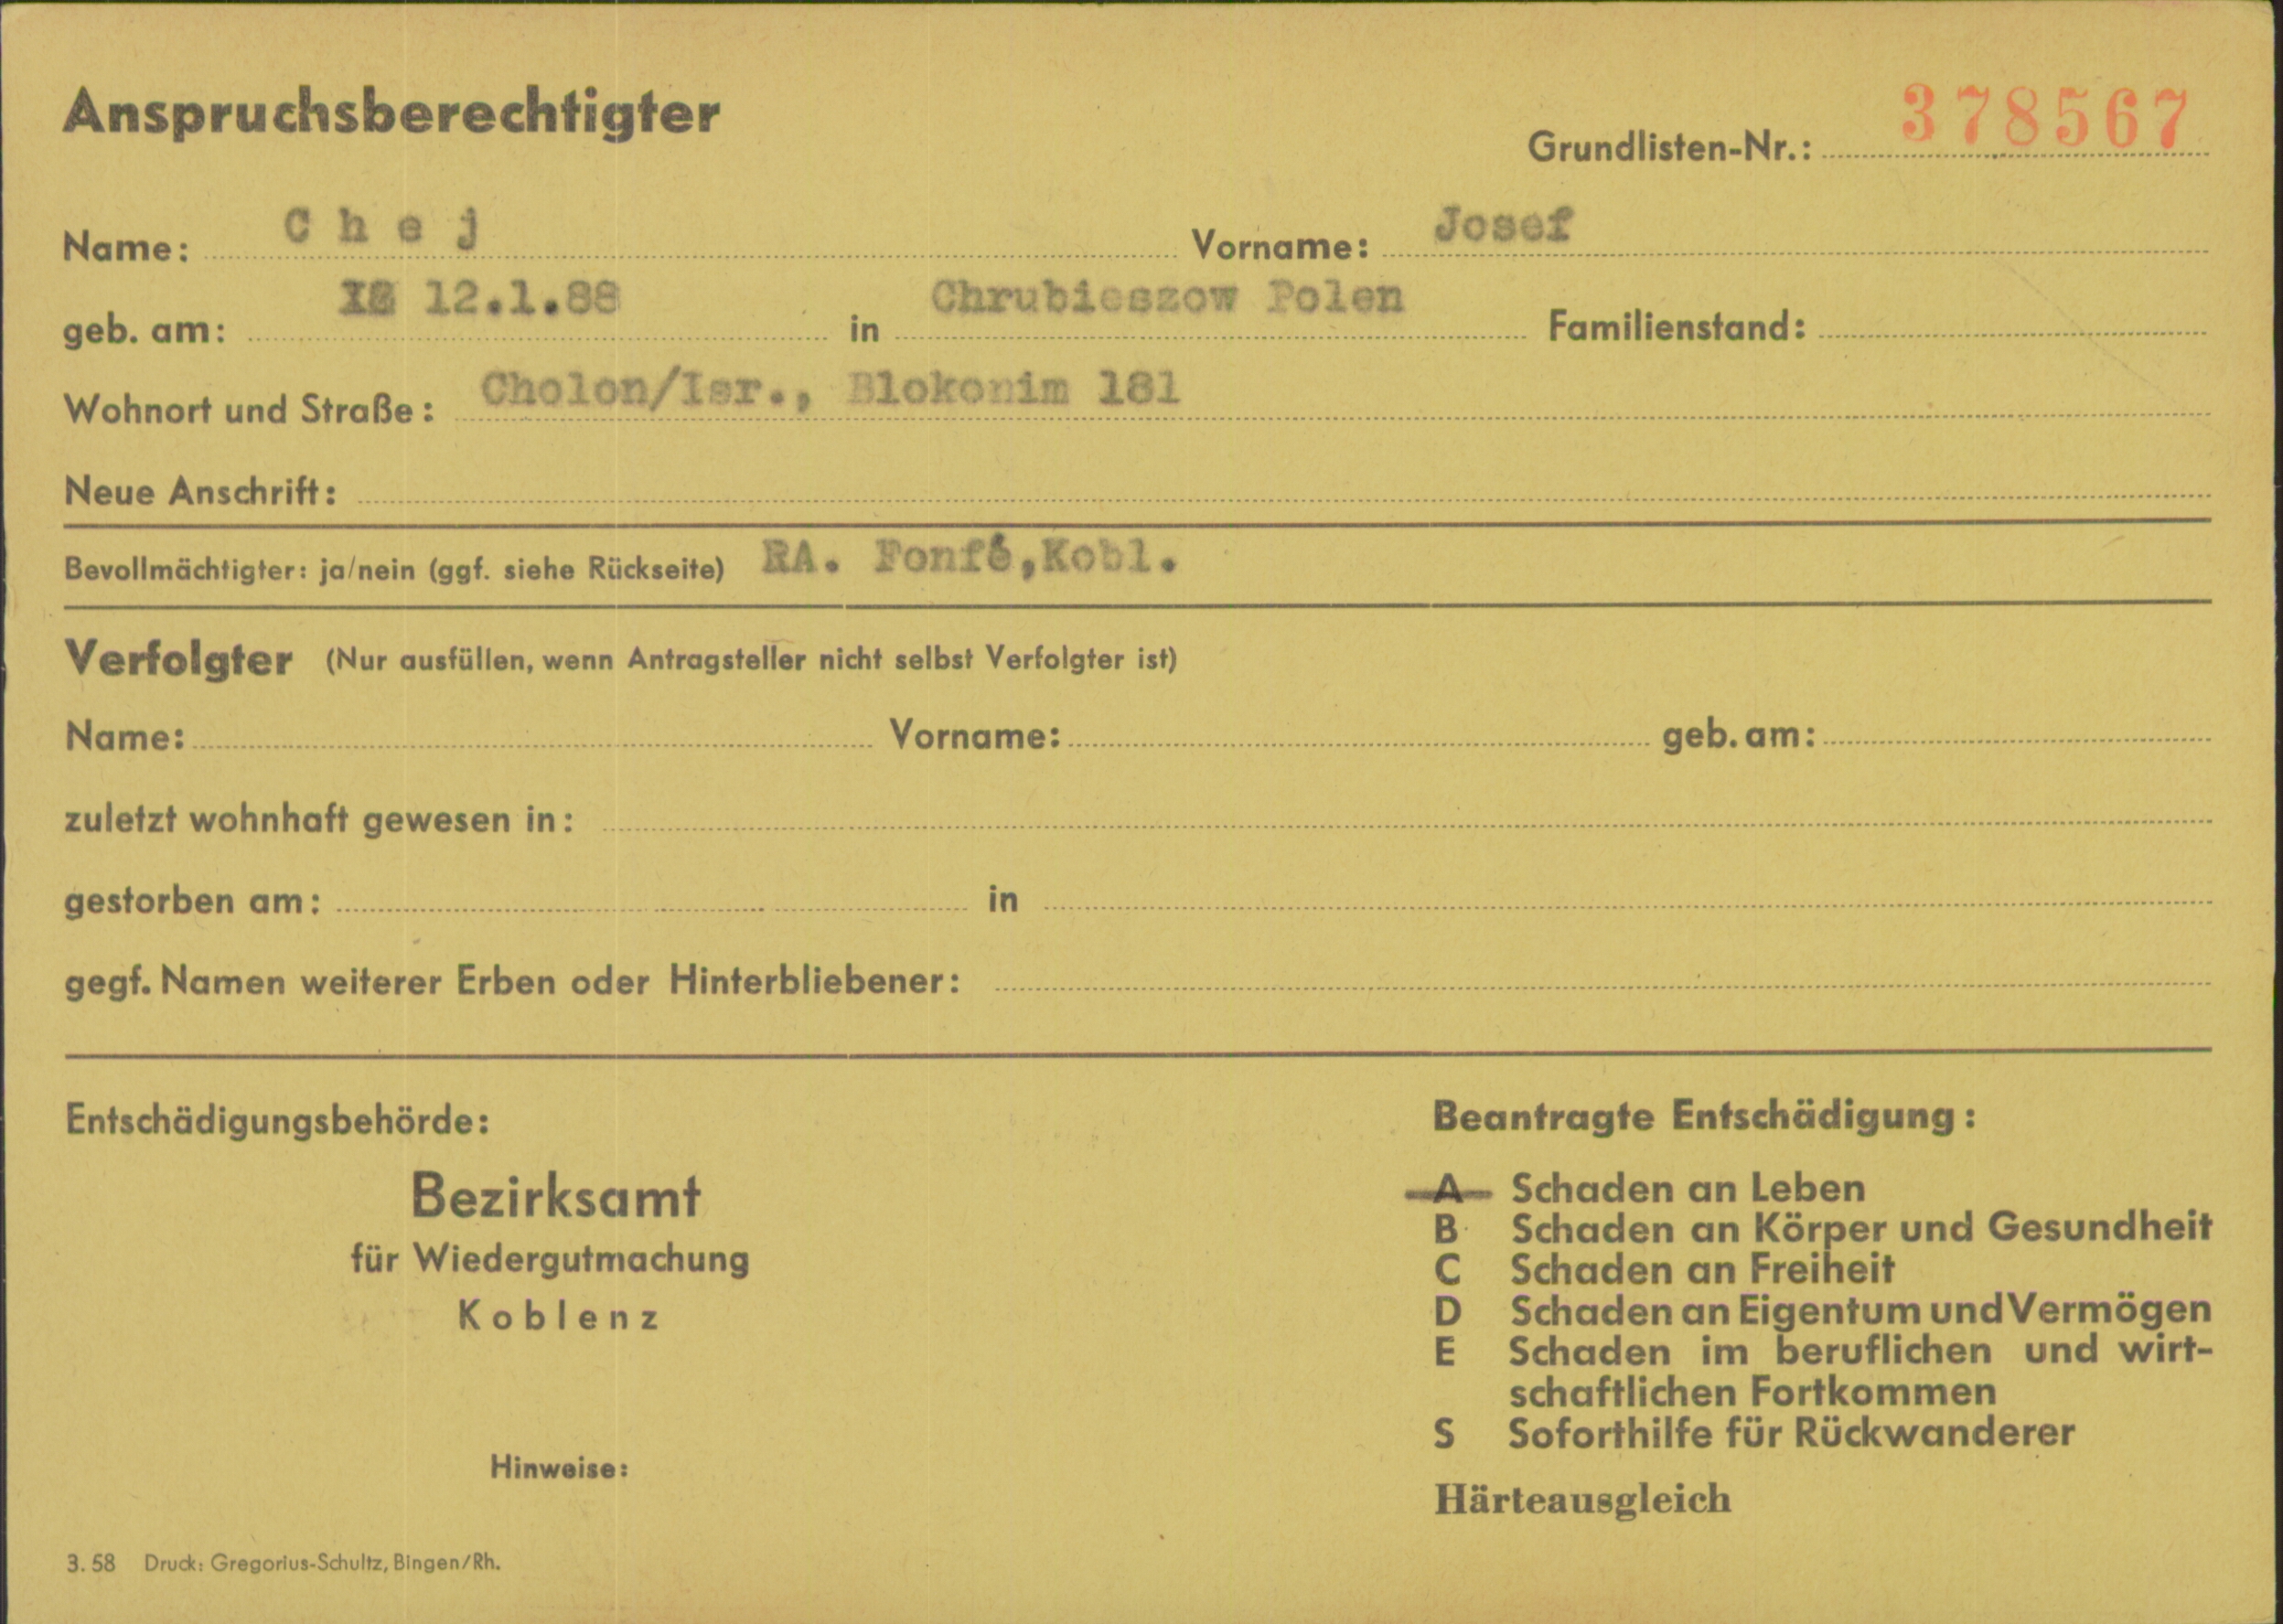 Anspruchsberechtigter
Grundlisten-Nr.: 378567
Name: Chej Vorname: Josef
geb. am: 12.1.88 in Chrubieszow Polen Familienstand:
Wohnort und Straße: Cholon/Isr., Blokonim 181
Neue Anschrift:
Bevollmächtigter: ja/nein (ggf. siehe Rückseite) RA. Fonfé,Kobl.
Verfolgter (Nur ausfüllen, wenn Antragsteller nicht selbst Verfolgter ist)
Name: Vorname: geb. am:
zuletzt wohnhaft gewesen in:
gestorben am: in
gegf. Namen weiterer Erben oder Hinterbliebener:
Entschädigungsbehörde:
Bezirksamt
für Wiedergutmachung
Koblenz
Hinweise:
Beantragte Entschädigung:
A Schaden an Leben
B Schaden an Körper und Gesundheit
C Schaden an Freiheit
D Schaden an Eigentum und Vermögen
E Schaden im beruflichen und wirt-
schaftlichen Fortkommen
S Soforthilfe für Rückwanderer
Härteausgleich
3.58 Druck: Gregorius-Schultz, Bingen/Rh.